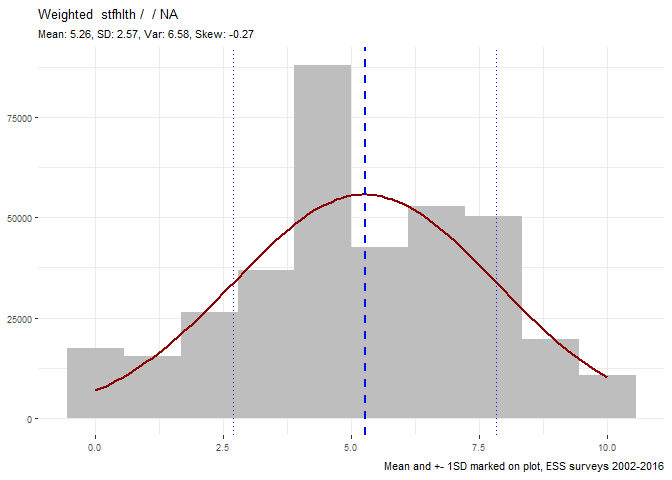 Weighted  stfhlth /  / NA
Mean: 5.26, SD: 2.57, Var: 6.58, Skew: -0.27
75000
50000
25000
0
0.0 2.5 5.0 7.5 10.0
Mean and +- 1SD marked on plot, ESS surveys 2002-2016